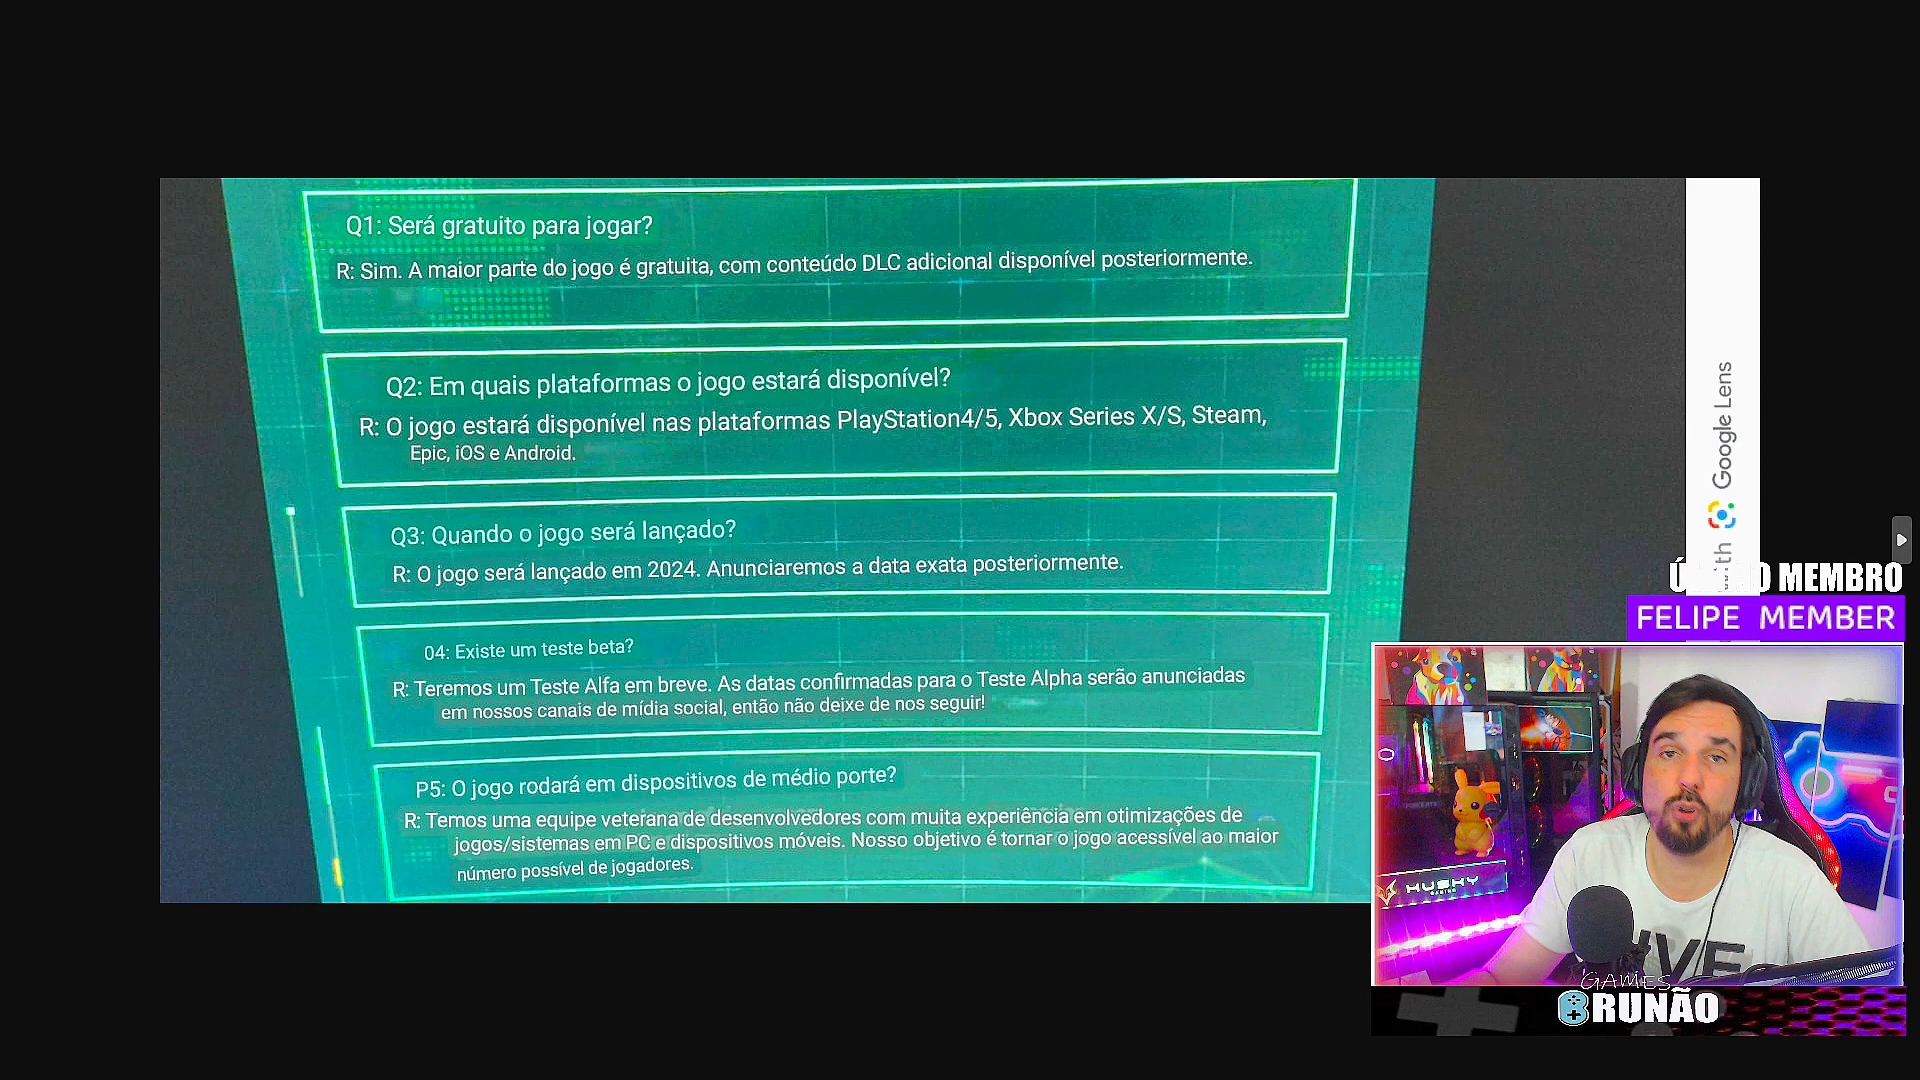 Q1: Será gratuito para jogar?
R: Sim. A maior parte do jogo é gratuita, com conteúdo DLC adicional disponível posteriormente.
Q2: Em quais plataformas o jogo estará disponível?
R: O jogo estará disponível nas plataformas PlayStation4/5, Xbox Series X/S, Steam,
Epic, iOS e Android.
Q3: Quando o jogo será lançado?
R: O jogo será lançado em 2024. Anunciaremos a data exata posteriormente.
04: Existe um teste beta?
R: Teremos um Teste Alfa em breve. As datas confirmadas para o Teste Alpha serão anunciadas
em nossos canais de mídia social, então não deixe de nos seguir!
P5: O jogo rodará em dispositivos de médio porte?
R: Temos uma equipe veterana de desenvolvedores com muita experiência em otimizações de
jogos/sistemas em PC e dispositivos móveis. Nosso objetivo é tornar o jogo acessível ao maior
número possível de jogadores.
Google Lens
MEMBRO
FELIPE MEMBER
HUSKY
GAMING
GAMES
BRUNÃO